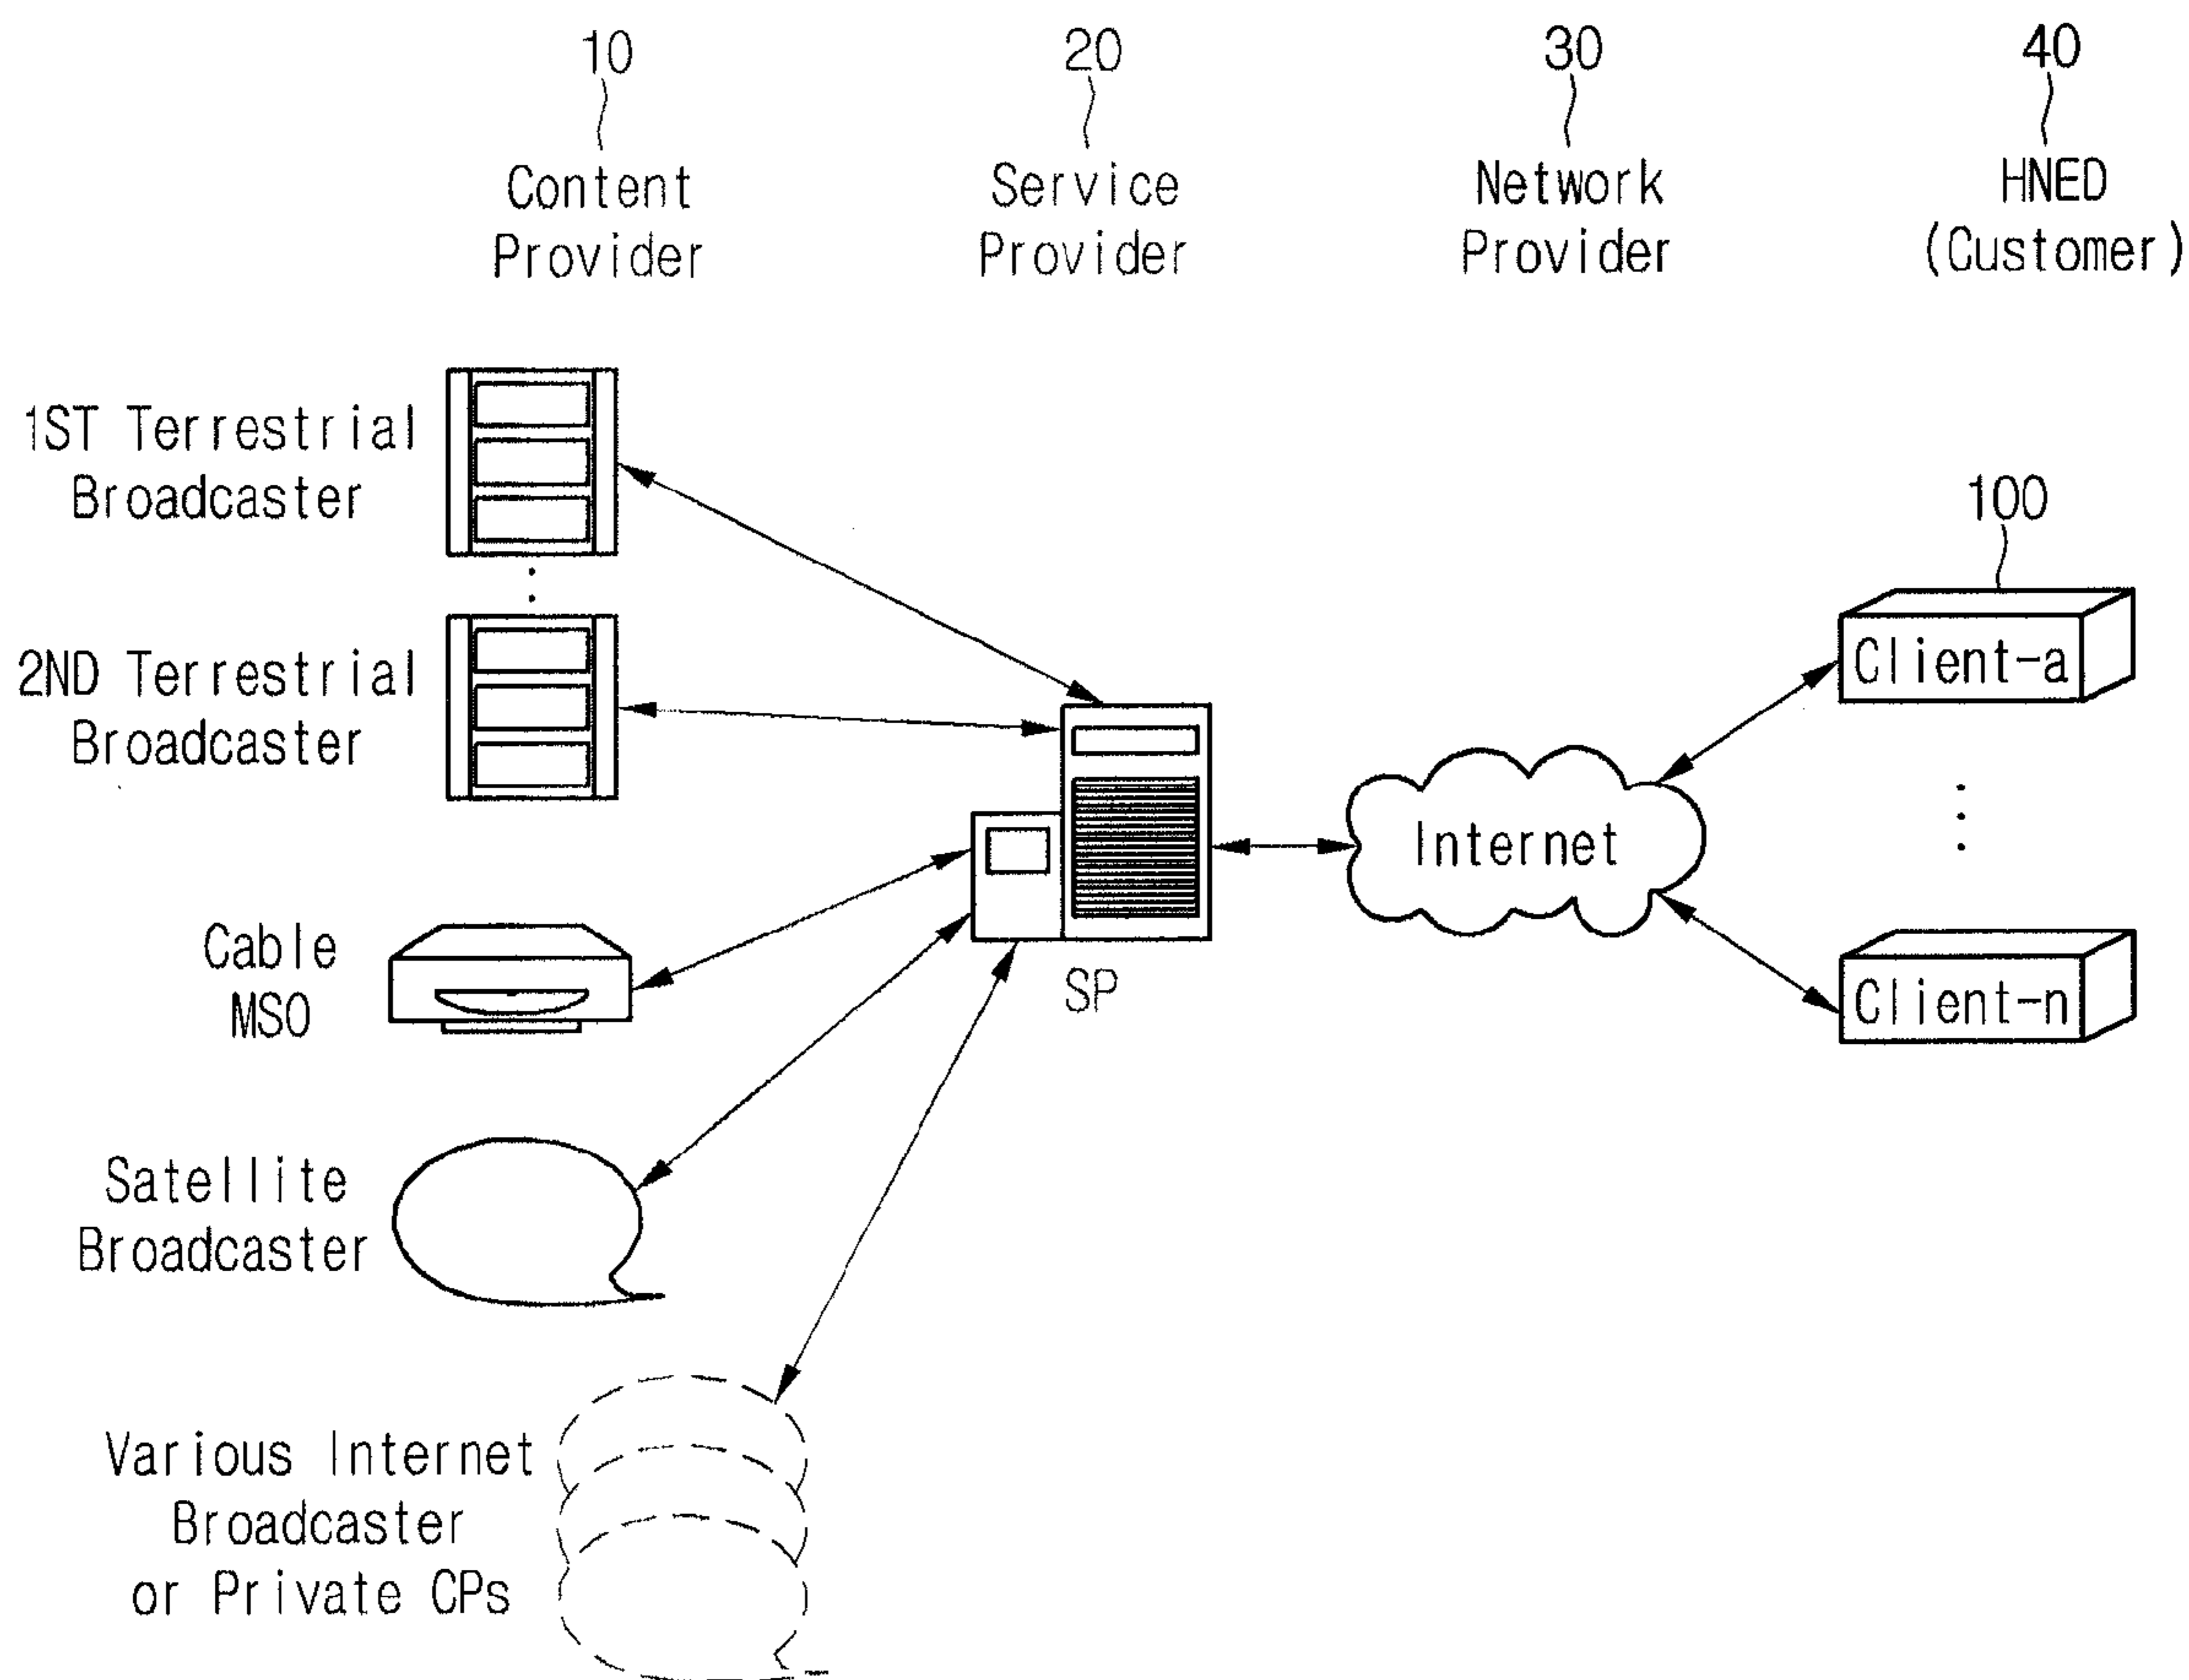 10
20
30
40
Content
Provider
Service
Provider
Network
Provider
HNED
(Customer)
1ST Terrestrial
Broadcaster
100
2ND Terrestrial
Broadcaster
Client-a
Internet
Cable
MSO
SP
Client-n
Satellite
Broadcaster
Various Internet
Broadcaster
or Private CPs